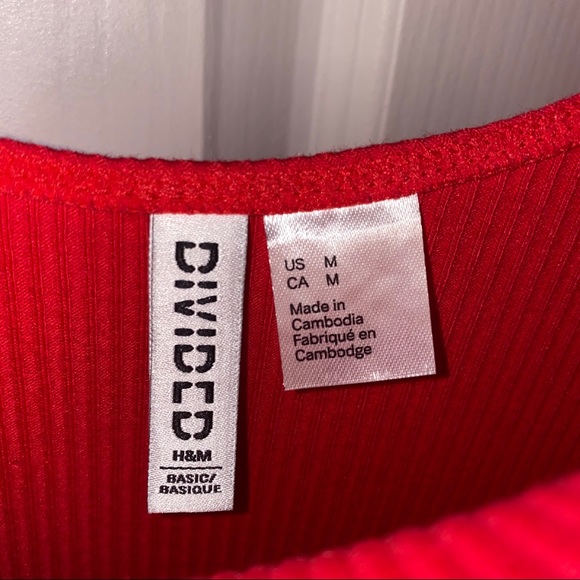 DIVIDED
H&M
BASIC/
BASIQUE
US M
CA M
Made in
Cambodia
Fabriqué en
Cambodge